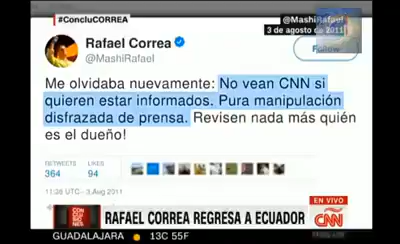 #ConcluCORREA
@MashiRafael
3 de agosto de 2011
Rafael Correa
@MashiRafael
Follow
Me olvidaba nuevamente: No vean CNN si
quieren estar informados. Pura manipulación
disfrazada de prensa. Revisen nada más quién
es el dueño!
RETWEETS
LIKES
364
94
11:38 UTC - 3 Aug 2011
EN VIVO
RAFAEL CORREA REGRESA A ECUADOR
CNN
GUADALAJARA
13C 55F